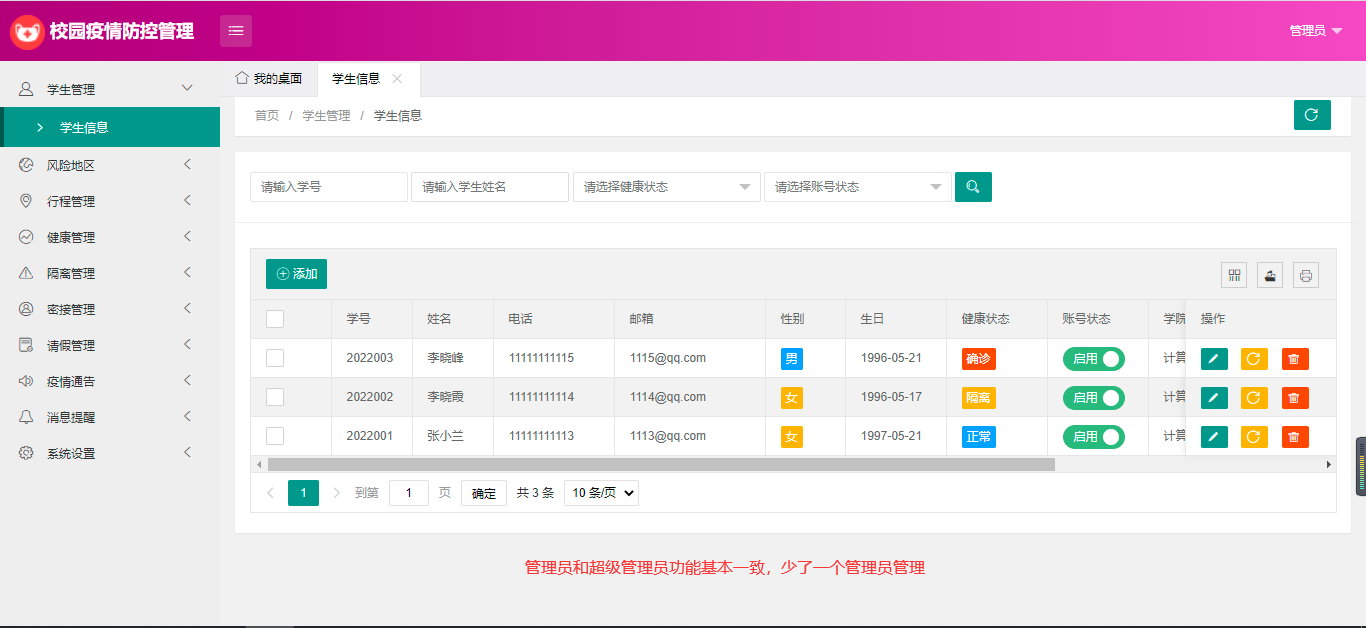 校园疫情防控管理
管理员
学生管理
学生信息
风险地区
行程管理
健康管理
隔离管理
密接管理
请假管理
疫情通告
消息提醒
系统设置
我的桌面
学生信息
首页 / 学生管理 / 学生信息
请输入学号 请输入学生姓名 请选择健康状态 请选择账号状态
添加
学号 姓名 电话 邮箱 性别 生日 健康状态 账号状态 学院 操作
2022003 李晓峰 11111111115 1115@qq.com 男 1996-05-21 确诊 启用 计算
2022002 李晓霞 11111111114 1114@qq.com 女 1996-05-17 隔离 启用 计算
2022001 张小兰 11111111113 1113@qq.com 女 1997-05-21 正常 启用 计算
1 到第 1 页 确定 共 3 条 10 条/页
管理员和超级管理员功能基本一致，少了一个管理员管理